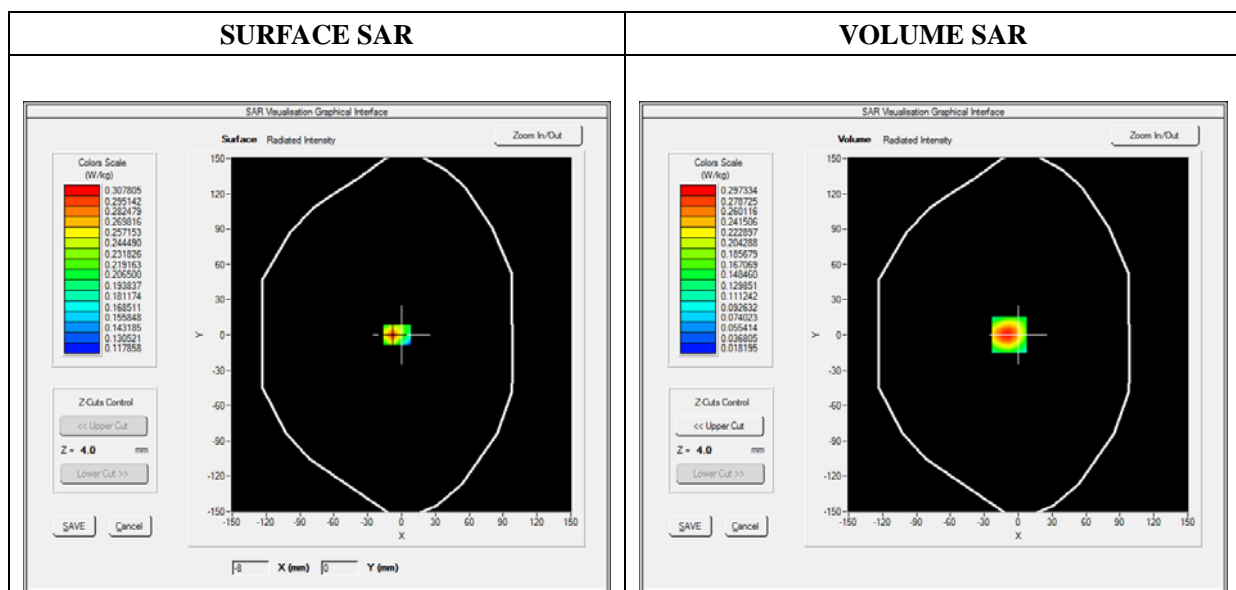 SURFACE SAR
VOLUME SAR
SAR Visualisation Graphical Interface
Surface Radiated Intensity
Zoom In/Out
Colors Scale
(W/kg)
0.307805
0.295142
0.282479
0.269816
0.257153
0.244490
0.231826
0.219163
0.206500
0.193837
0.181174
0.168511
0.155848
0.143185
0.130521
0.117858
150
120
90
60
30
0
-30
-60
-90
-120
-150
Y
-150 -120 -90 -60 -30 0 30 60 90 120 150
X
Z-Cuts Control
<< Upper Cut
Z = 4.0 mm
Lower Cut >>
SAVE Cancel
-8 X (mm) 0 Y (mm)
SAR Visualisation Graphical Interface
Volume Radiated Intensity
Zoom In/Out
Colors Scale
(W/kg)
0.297334
0.278725
0.260116
0.241506
0.222897
0.204288
0.185679
0.167069
0.148460
0.129851
0.111242
0.092632
0.074023
0.055414
0.036805
0.018195
150
120
90
60
30
0
-30
-60
-90
-120
-150
Y
-150 -120 -90 -60 -30 0 30 60 90 120 150
X
Z-Cuts Control
<< Upper Cut
Z = 4.0 mm
Lower Cut >>
SAVE Cancel